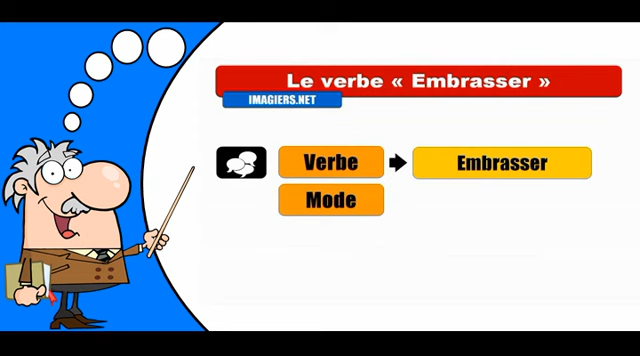 Le verbe « Embrasser »
IMAGIERS.NET
Verbe Embrasser
Mode